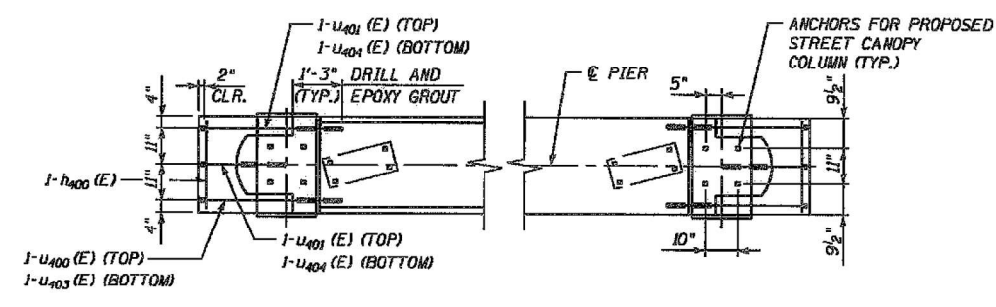 1-u401 (E) (TOP)
1-u404 (E) (BOTTOM)
2"
CLR.
1'-3"
(TYP.)
DRILL AND
EPOXY GROUT
℄ PIER
5"
ANCHORS FOR PROPOSED
STREET CANOPY
COLUMN (TYP.)
4"
11"
11"
4"
1-h400 (E)
9½"
11"
9½"
10"
1-u401 (E) (TOP)
1-u404 (E) (BOTTOM)
1-u400 (E) (TOP)
1-u403 (E) (BOTTOM)